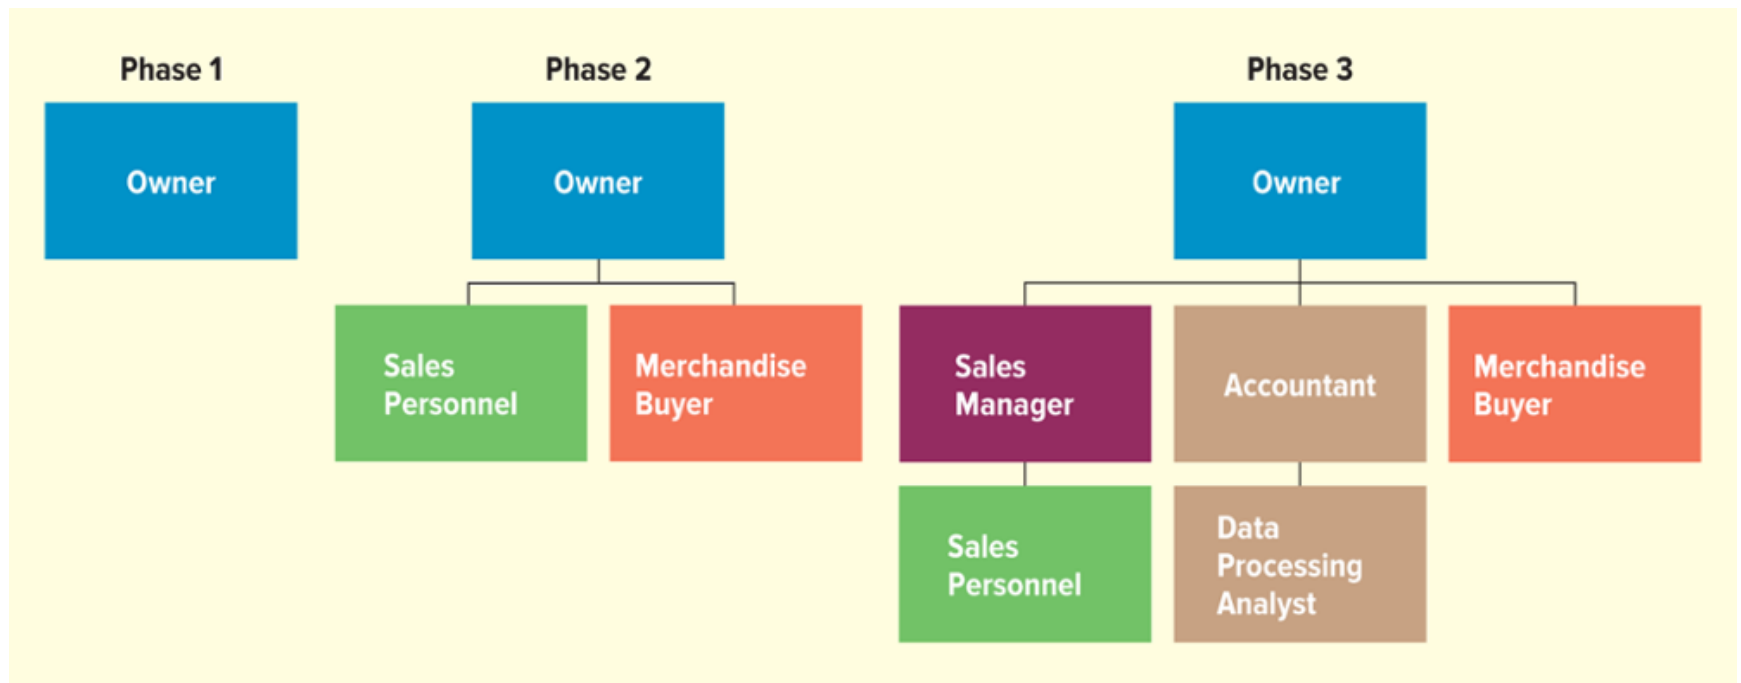 Phase 1
Owner
Phase 2
Owner
Sales
Personnel
Merchandise
Buyer
Phase 3
Owner
Sales
Manager
Accountant
Merchandise
Buyer
Sales
Personnel
Data
Processing
Analyst